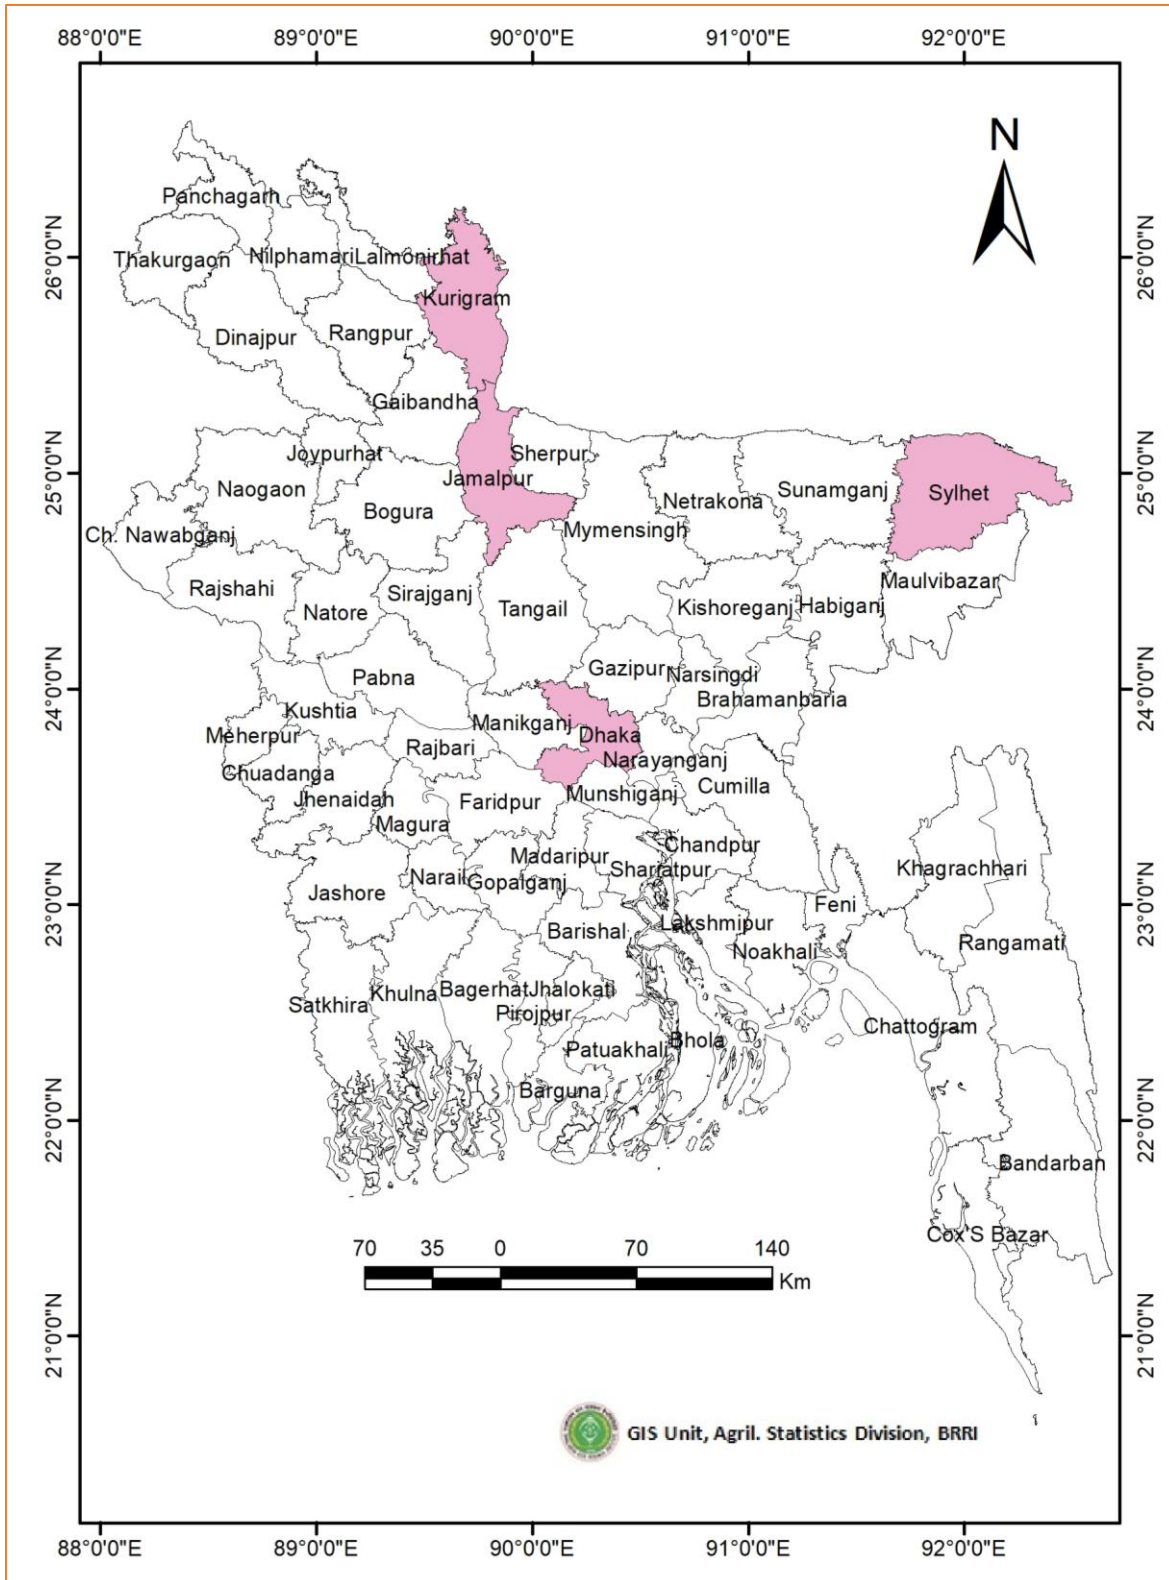 88°0'0"E 89°0'0"E 90°0'0"E 91°0'0"E 92°0'0"E
N
Panchagarh
26°0'0"N
26°0'0"N
Thakurgaon
Nilphamari
Lalmonirhat
Kurigram
Dinajpur
Rangpur
Gaibandha
25°0'0"N
25°0'0"N
Joypurhat
Sherpur
Jamalpur
Naogaon
Netrakona
Sunamganj
Sylhet
Bogura
Mymensingh
Ch. Nawabganj
Rajshahi
Sirajganj
Maulvibazar
Natore
Tangail
Kishoreganj
Habiganj
24°0'0"N
24°0'0"N
Pabna
Gazipur
Narsingdi
Brahamanbaria
Kushtia
Manikganj
Meherpur
Dhaka
Rajbari
Narayanganj
Chuadanga
Cumilla
Jhenaidah
Faridpur
Munshiganj
Magura
Chandpur
Madaripur
Shariatpur
Khagrachhari
Narail
Gopalganj
Jashore
23°0'0"N
23°0'0"N
Feni
Lakshmipur
Barishal
Noakhali
Rangamati
Satkhira
Khulna
Bagerhat
Jhalokati
Pirojpur
Chattogram
Patuakhali
Bhola
Barguna
22°0'0"N
22°0'0"N
Bandarban
Cox'S Bazar
70 35 0 70 140
Km
21°0'0"N
21°0'0"N
GIS Unit, Agril. Statistics Division, BRRI
88°0'0"E 89°0'0"E 90°0'0"E 91°0'0"E 92°0'0"E